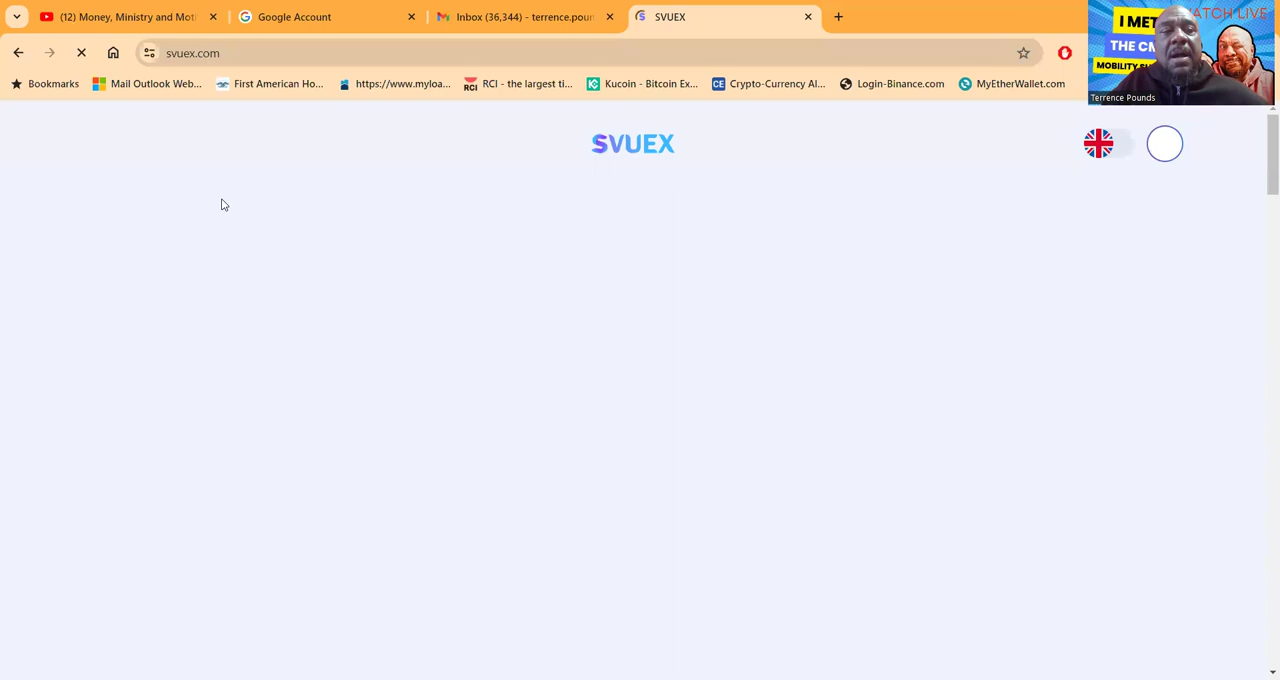 (12) Money, Ministry and Mot
Google Account
Inbox (36,344) - terrence.poun
SVUEX
svuex.com
Bookmarks
Mail Outlook Web...
First American Ho...
https://www.myloa...
RCI - the largest ti...
Kucoin - Bitcoin Ex...
Crypto-Currency Al...
Login-Binance.com
MyEtherWallet.com
I MET
WATCH LIVE
THE CM
MOBILITY
Terrence Pounds
SVUEX